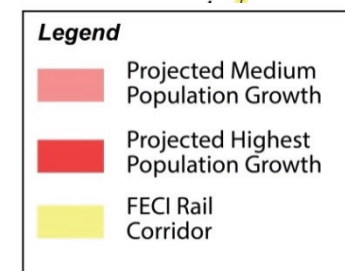 Legend
Projected Medium
Population Growth
Projected Highest
Population Growth
FECI Rail
Corridor